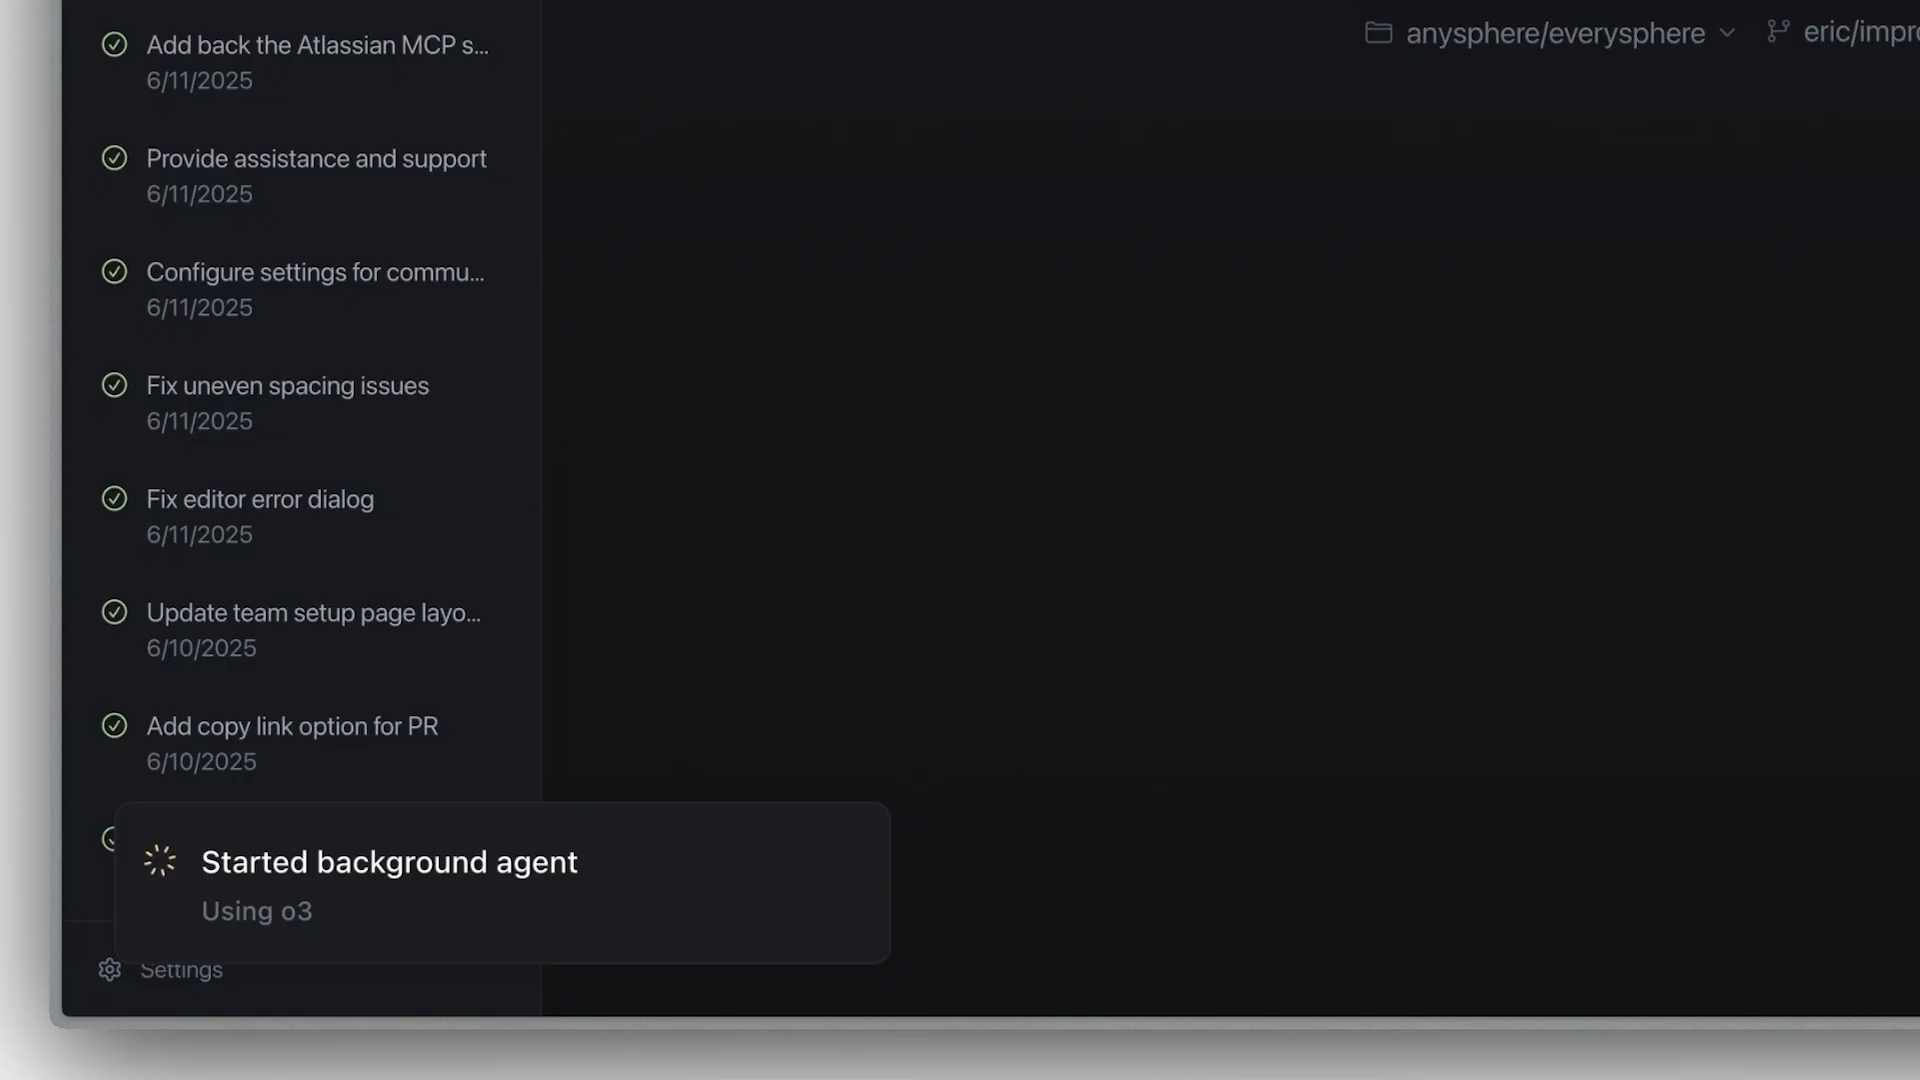 Add back the Atlassian MCP s...
6/11/2025
Provide assistance and support
6/11/2025
Configure settings for commu...
6/11/2025
Fix uneven spacing issues
6/11/2025
Fix editor error dialog
6/11/2025
Update team setup page layo...
6/10/2025
Add copy link option for PR
6/10/2025
Started background agent
Using o3
Settings
anysphere/everysphere
eric/impro